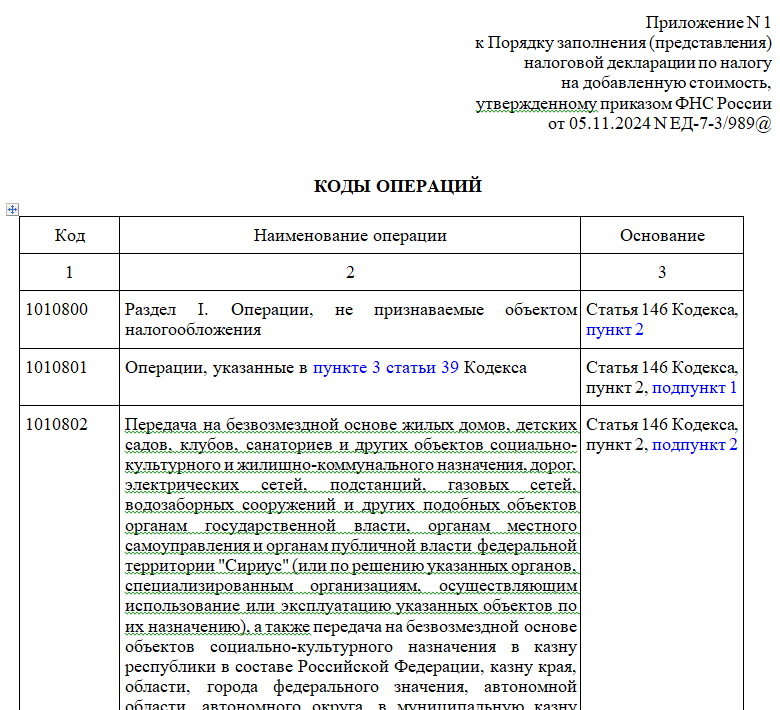 Приложение N 1
к Порядку заполнения (представления)
налоговой декларации по налогу
на добавленную стоимость,
утвержденному приказом ФНС России
от 05.11.2024 N ЕД-7-3/989@
КОДЫ ОПЕРАЦИЙ
Код Наименование операции Основание
1 2 3
1010800 Раздел I. Операции, не признаваемые объектом Статья 146 Кодекса,
налогообложения пункт 2
1010801 Операции, указанные в пункте 3 статьи 39 Кодекса Статья 146 Кодекса,
пункт 2, подпункт 1
1010802 Передача на безвозмездной основе жилых домов, детских Статья 146 Кодекса,
садов, клубов, санаториев и других объектов социально- пункт 2, подпункт 2
культурного и жилищно-коммунального назначения, дорог,
электрических сетей, подстанций, газовых сетей,
водозаборных сооружений и других подобных объектов
органам государственной власти, органам местного
самоуправления и органам публичной власти федеральной
территории "Сириус" (или по решению указанных органов,
специализированным организациям, осуществляющим
использование или эксплуатацию указанных объектов по
их назначению), а также передача на безвозмездной основе
объектов социально-культурного назначения в казну
республики в составе Российской Федерации, казну края,
области, города федерального значения, автономной
области, автономного округа, в муниципальную казну